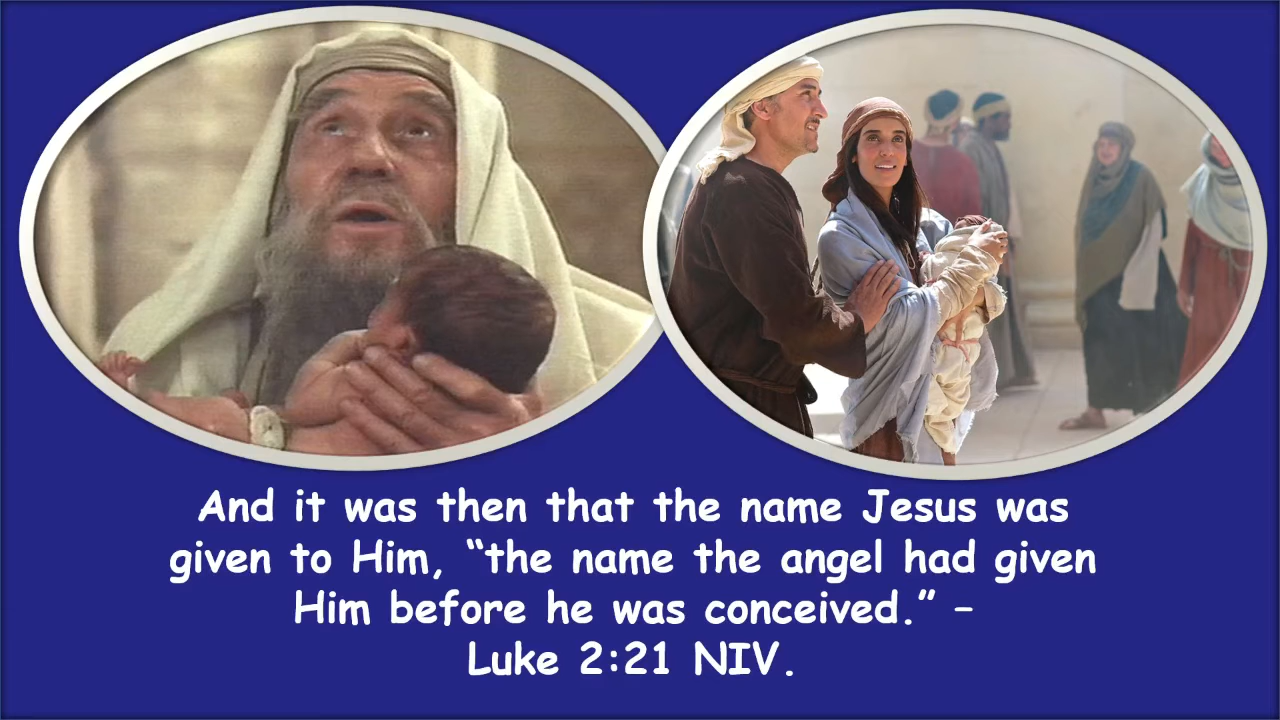 And it was then that the name Jesus was
given to Him, “the name the angel had given
Him before he was conceived.” –
Luke 2:21 NIV.